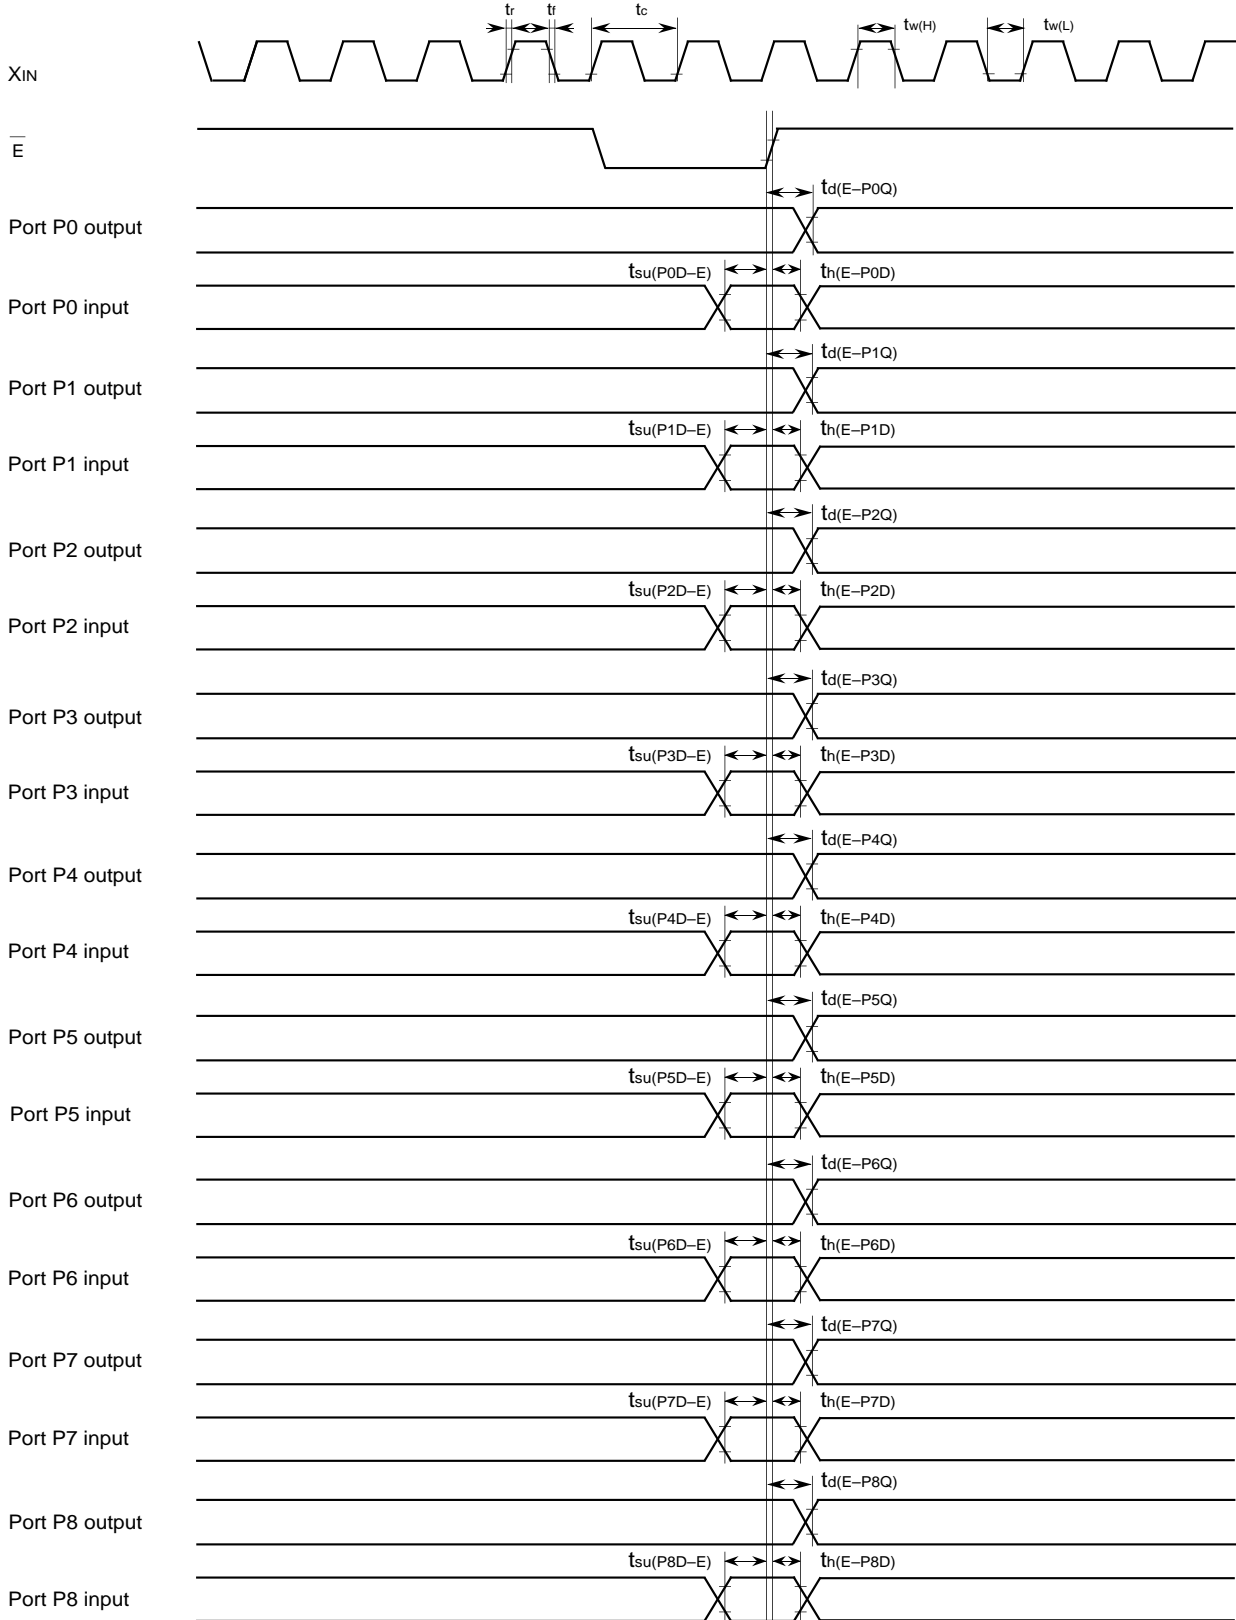 tr tf tc tw(H) tw(L)
XIN
E
td(E–P0Q)
Port P0 output
tsu(P0D–E) th(E–P0D)
Port P0 input
td(E–P1Q)
Port P1 output
tsu(P1D–E) th(E–P1D)
Port P1 input
td(E–P2Q)
Port P2 output
tsu(P2D–E) th(E–P2D)
Port P2 input
td(E–P3Q)
Port P3 output
tsu(P3D–E) th(E–P3D)
Port P3 input
td(E–P4Q)
Port P4 output
tsu(P4D–E) th(E–P4D)
Port P4 input
td(E–P5Q)
Port P5 output
tsu(P5D–E) th(E–P5D)
Port P5 input
td(E–P6Q)
Port P6 output
tsu(P6D–E) th(E–P6D)
Port P6 input
td(E–P7Q)
Port P7 output
tsu(P7D–E) th(E–P7D)
Port P7 input
td(E–P8Q)
Port P8 output
tsu(P8D–E) th(E–P8D)
Port P8 input